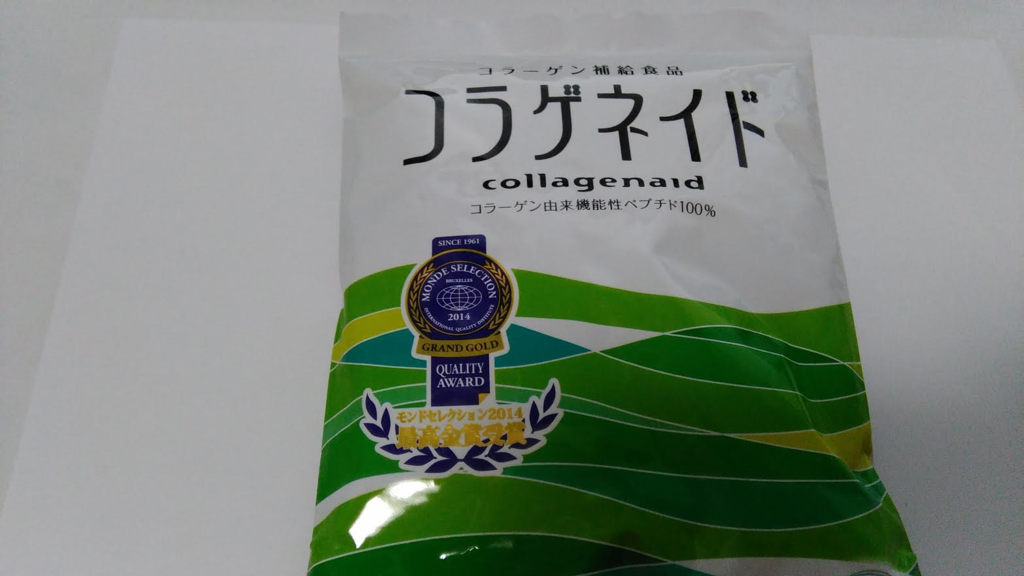 コラーゲン補給食品
コラゲネイド
collagenaid
コラーゲン由来機能性ペプチド100%
SINCE 1961
MONDE SELECTION
BRUXELLES
2014
INTERNATIONAL QUALITY INSTITUTE
GRAND GOLD
QUALITY
AWARD
モンドセレクション2014
最高金賞受賞